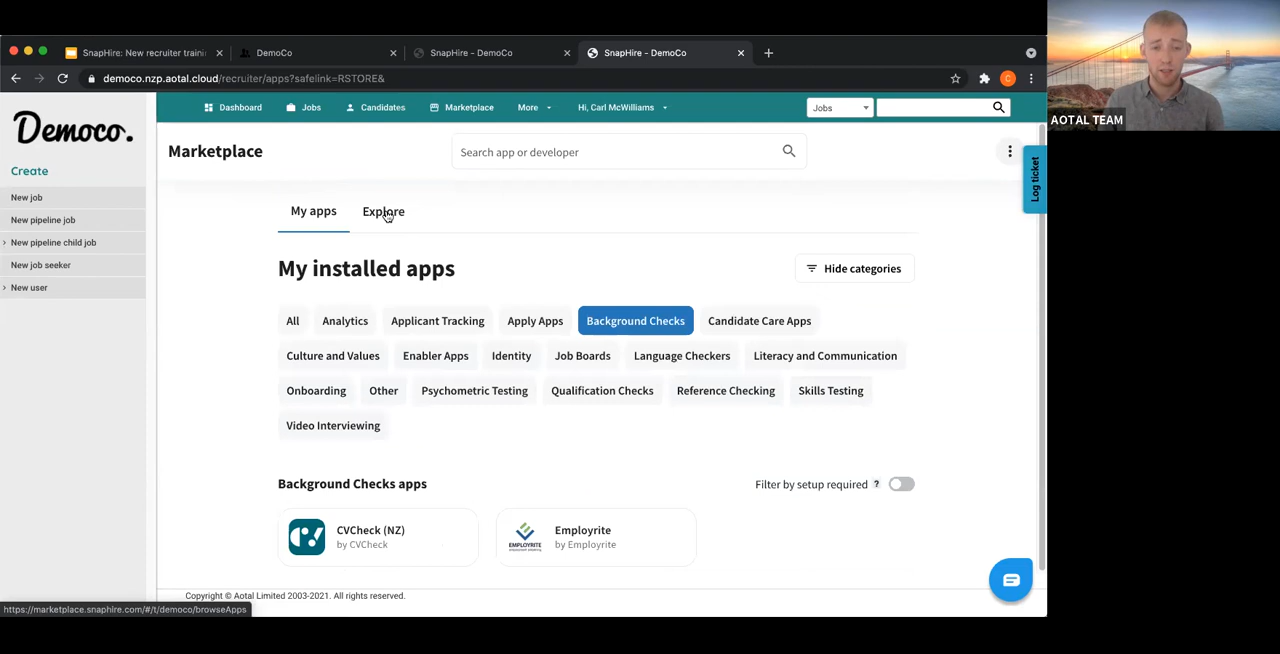 SnapHire: New recruiter traini
DemoCo
SnapHire - DemoCo
SnapHire - DemoCo
democo.nzp.aotal.cloud/recruiter/apps?safelink=RSTORE&
C
Democo.
Dashboard Jobs Candidates Marketplace More Hi, Carl McWilliams Jobs
AOTAL TEAM
Create
New job
New pipeline job
New pipeline child job
New job seeker
New user
Marketplace
Search app or developer
Log ticket
My apps Explore
My installed apps
Hide categories
All Analytics Applicant Tracking Apply Apps Background Checks Candidate Care Apps
Culture and Values Enabler Apps Identity Job Boards Language Checkers Literacy and Communication
Onboarding Other Psychometric Testing Qualification Checks Reference Checking Skills Testing
Video Interviewing
Background Checks apps
Filter by setup required ?
CVCheck (NZ)
by CVCheck
EMPLOYRITE
Employrite
by Employrite
Copyright © Aotal Limited 2003-2021. All rights reserved.
https://marketplace.snaphire.com/#/t/democo/browseApps